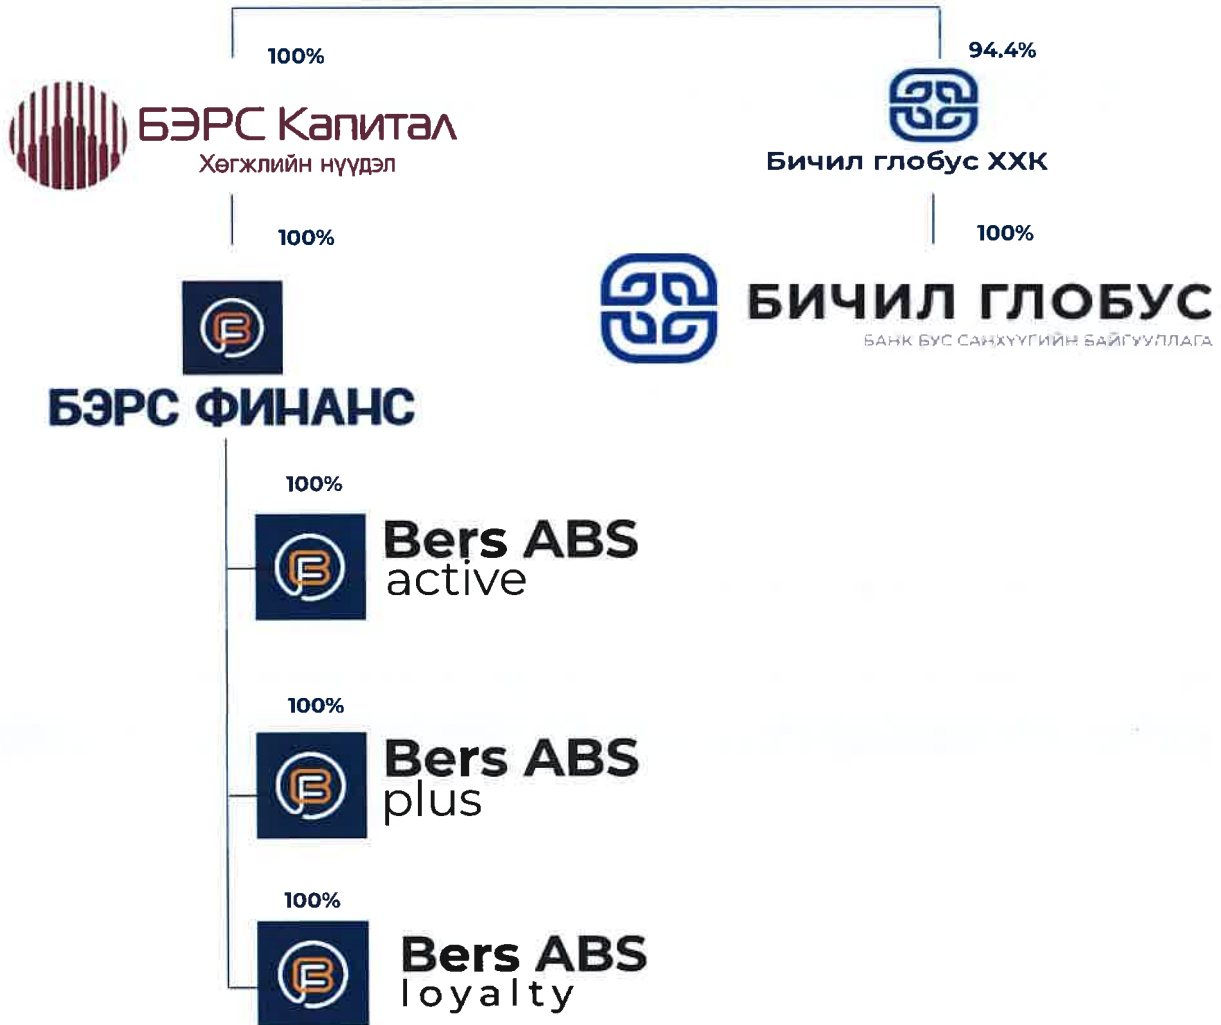 100%
94.4%
БЭРС Капитал
Хөгжлийн нүүдэл
Бичил глобус ХХК
100%
100%
БИЧИЛ ГЛОБУС
БАНК БУС САНХҮҮГИЙН БАЙГУУЛЛАГА
БЭРС ФИНАНС
100%
Bers ABS
active
100%
Bers ABS
plus
100%
Bers ABS
loyalty